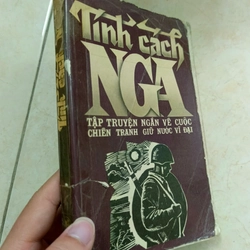 Tính cách
NGA
TẬP TRUYỆN NGẮN VỀ CUỘC
CHIẾN TRANH GIỮ NƯỚC VĨ ĐẠI